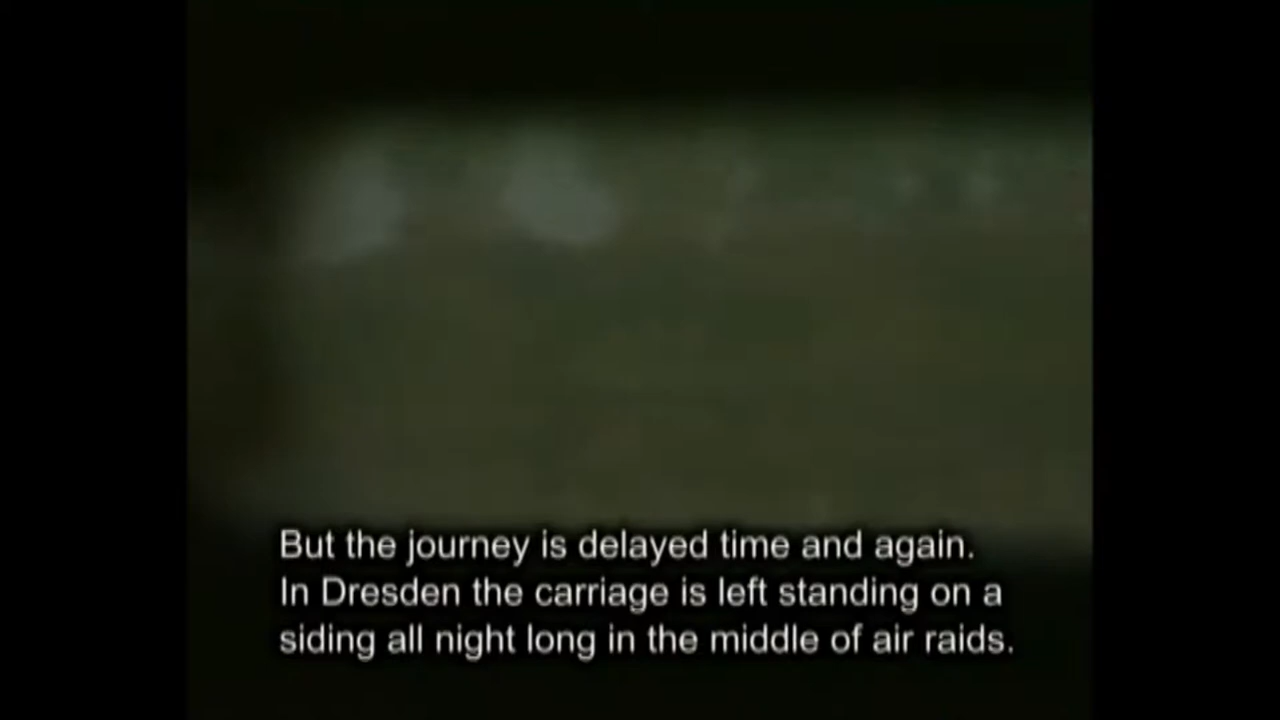 But the journey is delayed time and again.
In Dresden the carriage is left standing on a
siding all night long in the middle of air raids.